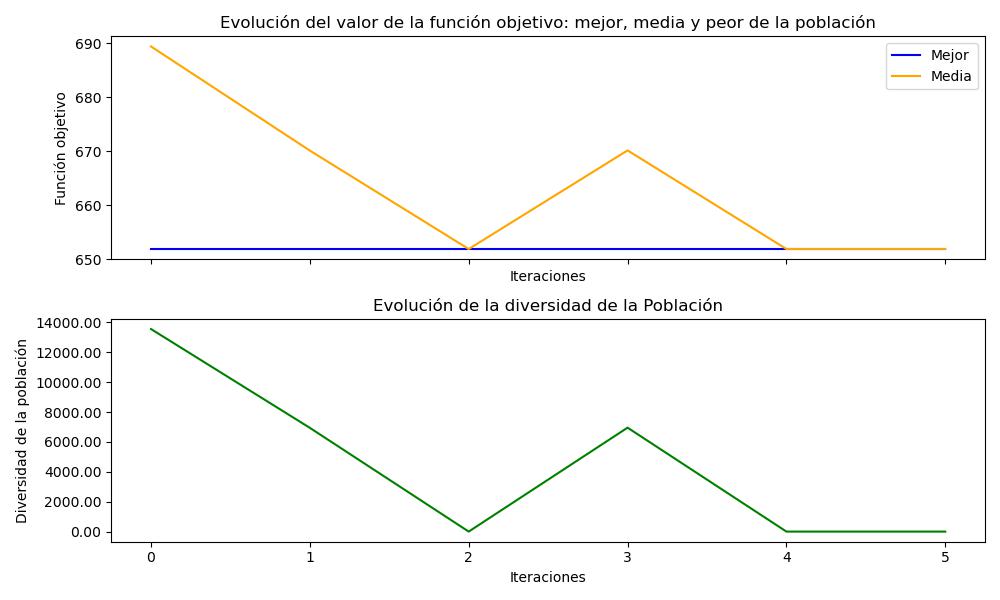 Evolución del valor de la función objetivo: mejor, media y peor de la población
690
680
670
660
650
Función objetivo
Mejor
Media
Iteraciones
Evolución de la diversidad de la Población
14000.00
12000.00
10000.00
8000.00
6000.00
4000.00
2000.00
0.00
Diversidad de la población
0 1 2 3 4 5
Iteraciones